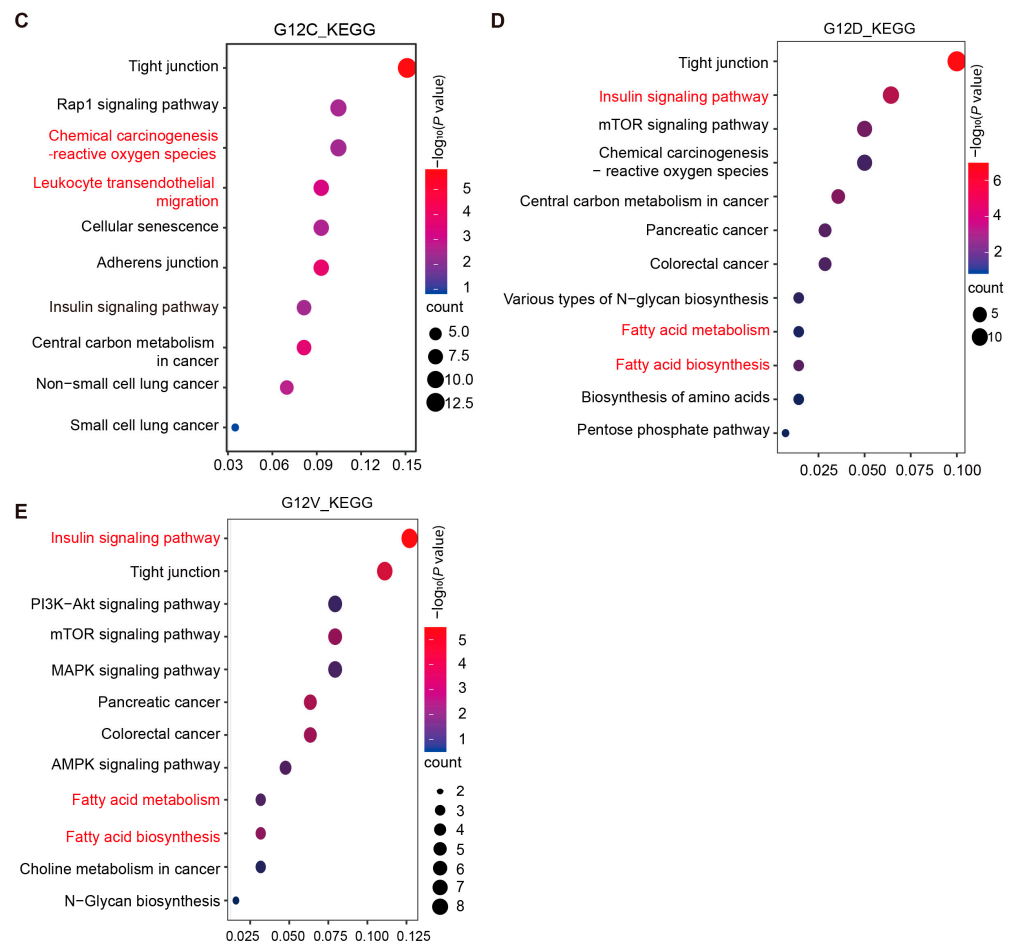 C
G12C_KEGG
Tight junction
Rap1 signaling pathway
Chemical carcinogenesis
-reactive oxygen species
Leukocyte transendothelial
migration
Cellular senescence
Adherens junction
Insulin signaling pathway
Central carbon metabolism
in cancer
Non−small cell lung cancer
Small cell lung cancer
0.03 0.06 0.09 0.12 0.15
−log₁₀(P value)
5
4
3
2
1
count
5.0
7.5
10.0
12.5
D
G12D_KEGG
Tight junction
Insulin signaling pathway
mTOR signaling pathway
Chemical carcinogenesis
− reactive oxygen species
Central carbon metabolism in cancer
Pancreatic cancer
Colorectal cancer
Various types of N−glycan biosynthesis
Fatty acid metabolism
Fatty acid biosynthesis
Biosynthesis of amino acids
Pentose phosphate pathway
0.025 0.050 0.075 0.100
−log₁₀(P value)
6
4
2
count
5
10
E
G12V_KEGG
Insulin signaling pathway
Tight junction
PI3K−Akt signaling pathway
mTOR signaling pathway
MAPK signaling pathway
Pancreatic cancer
Colorectal cancer
AMPK signaling pathway
Fatty acid metabolism
Fatty acid biosynthesis
Choline metabolism in cancer
N−Glycan biosynthesis
0.025 0.050 0.075 0.100 0.125
−log₁₀(P value)
5
4
3
2
1
count
2
3
4
5
6
7
8